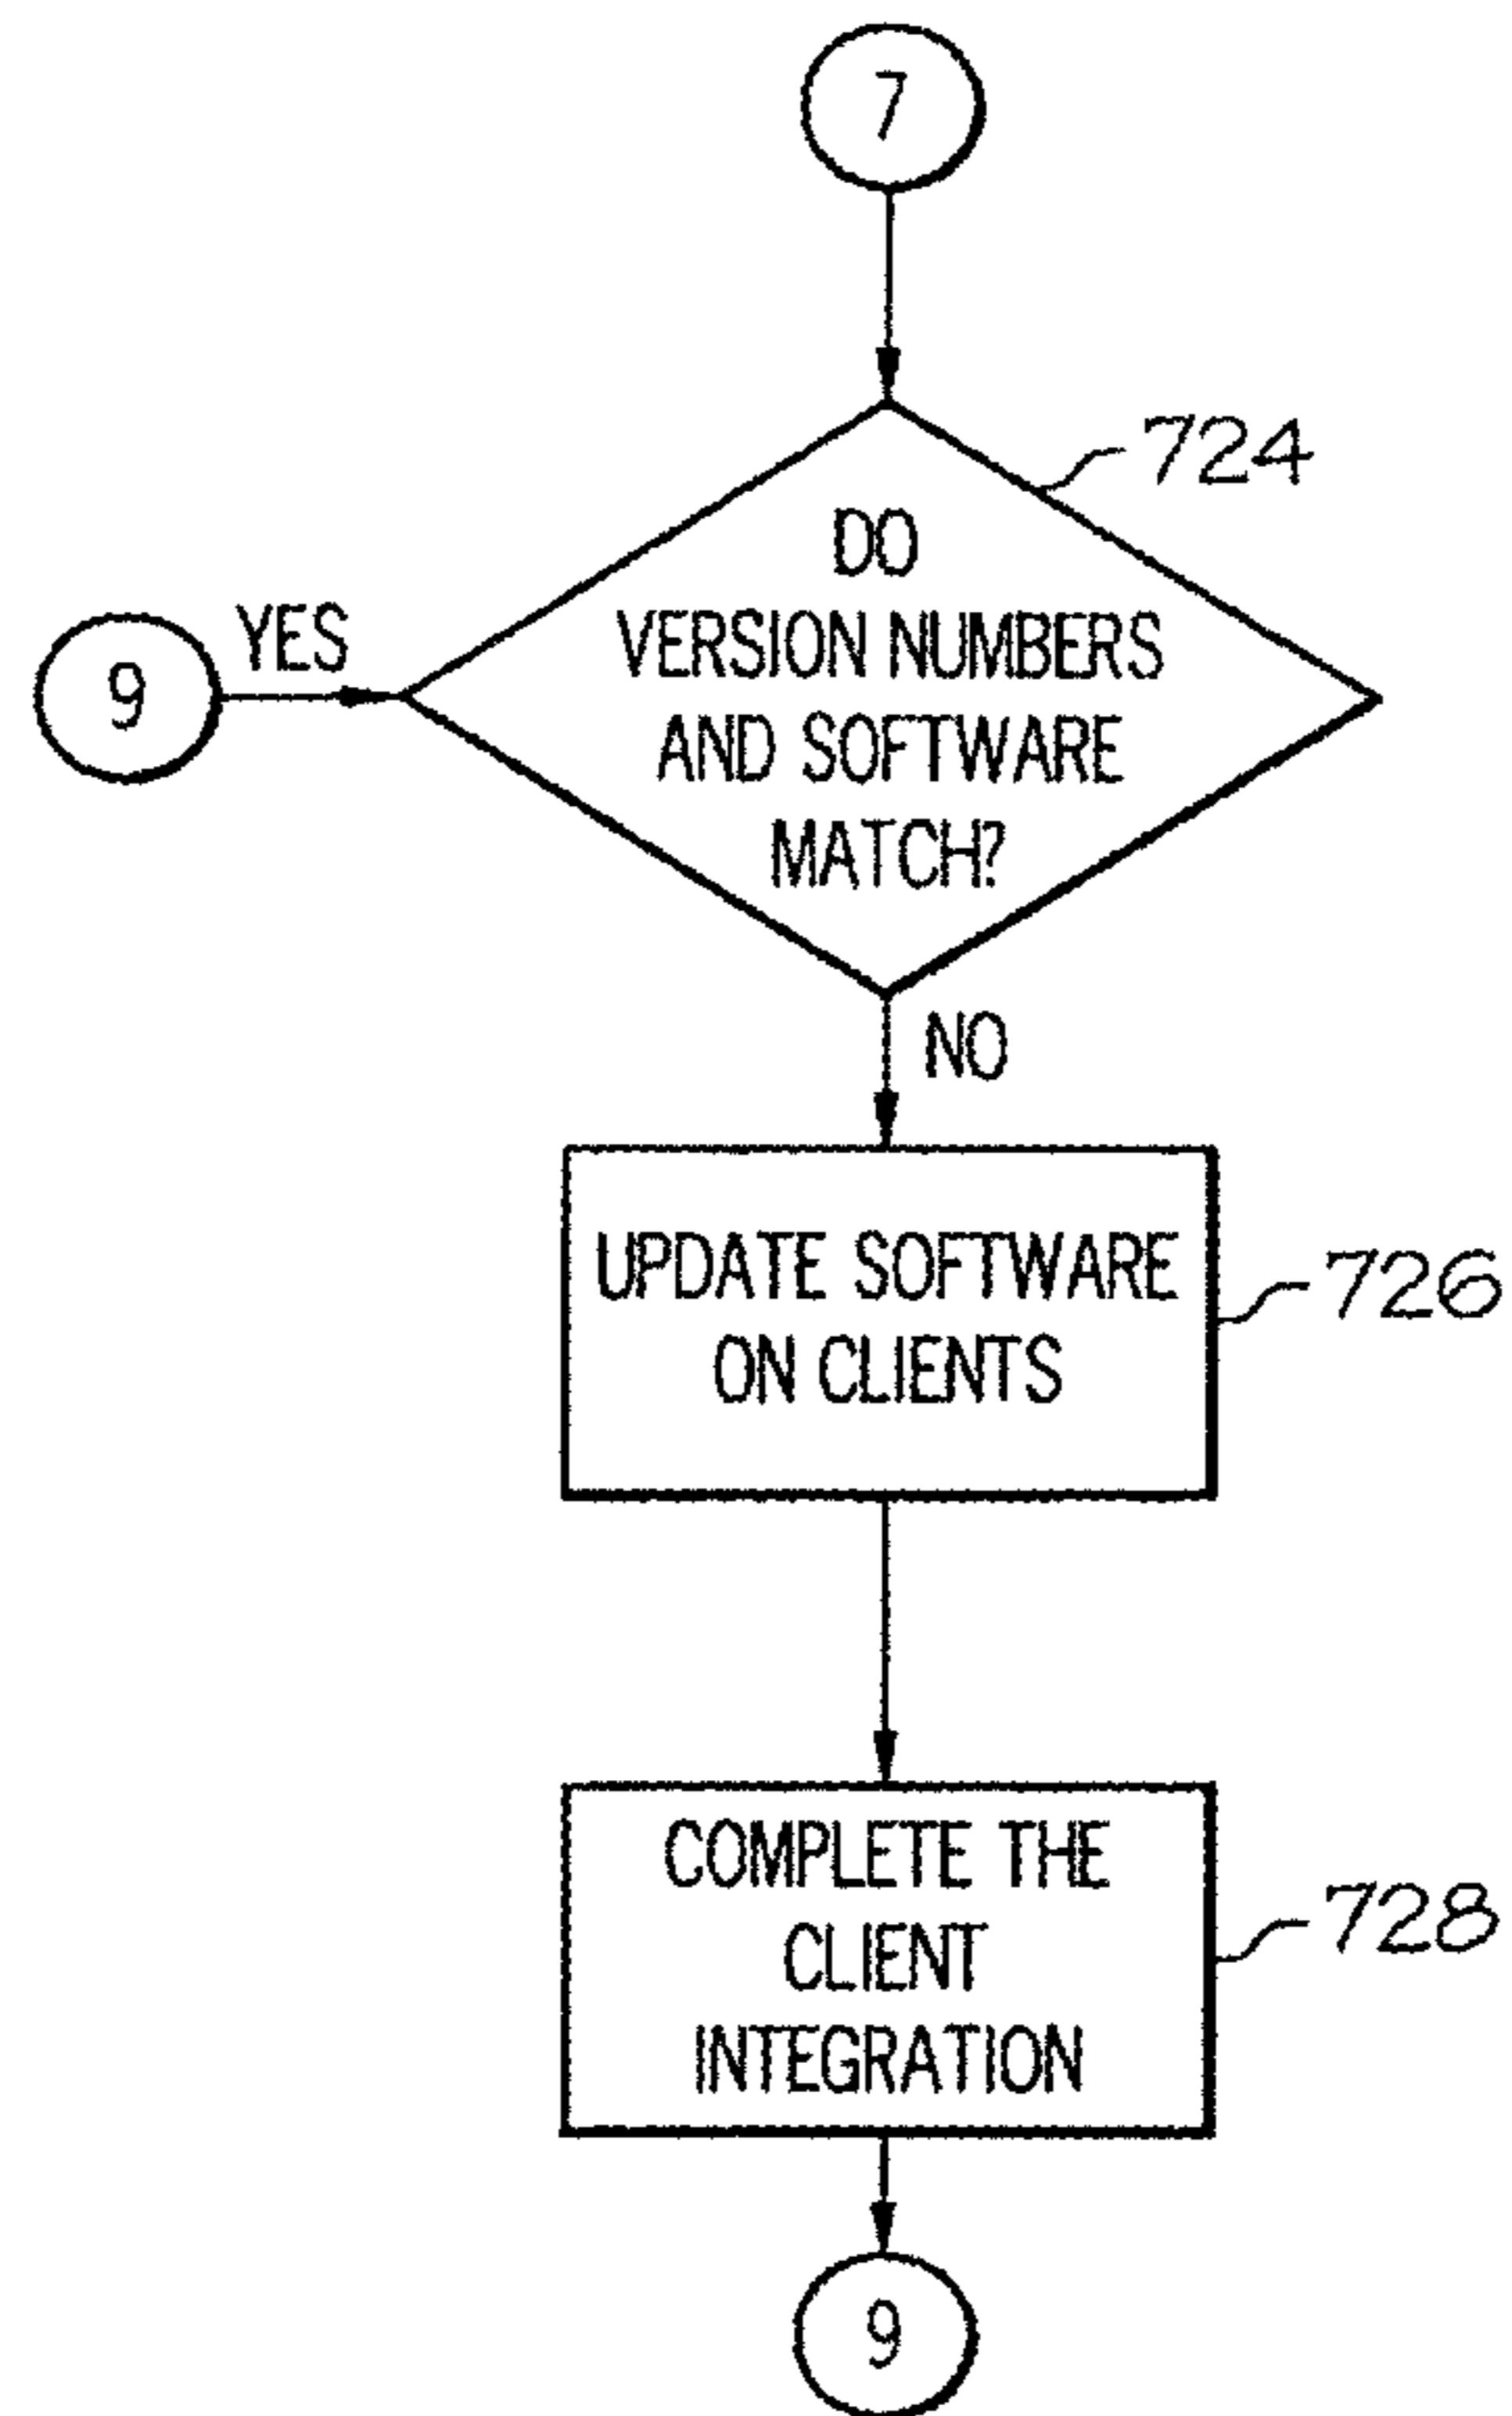 7
724
DO
VERSION NUMBERS
AND SOFTWARE
MATCH?
YES
9
NO
UPDATE SOFTWARE
ON CLIENTS
726
COMPLETE THE
CLIENT
INTEGRATION
728
9